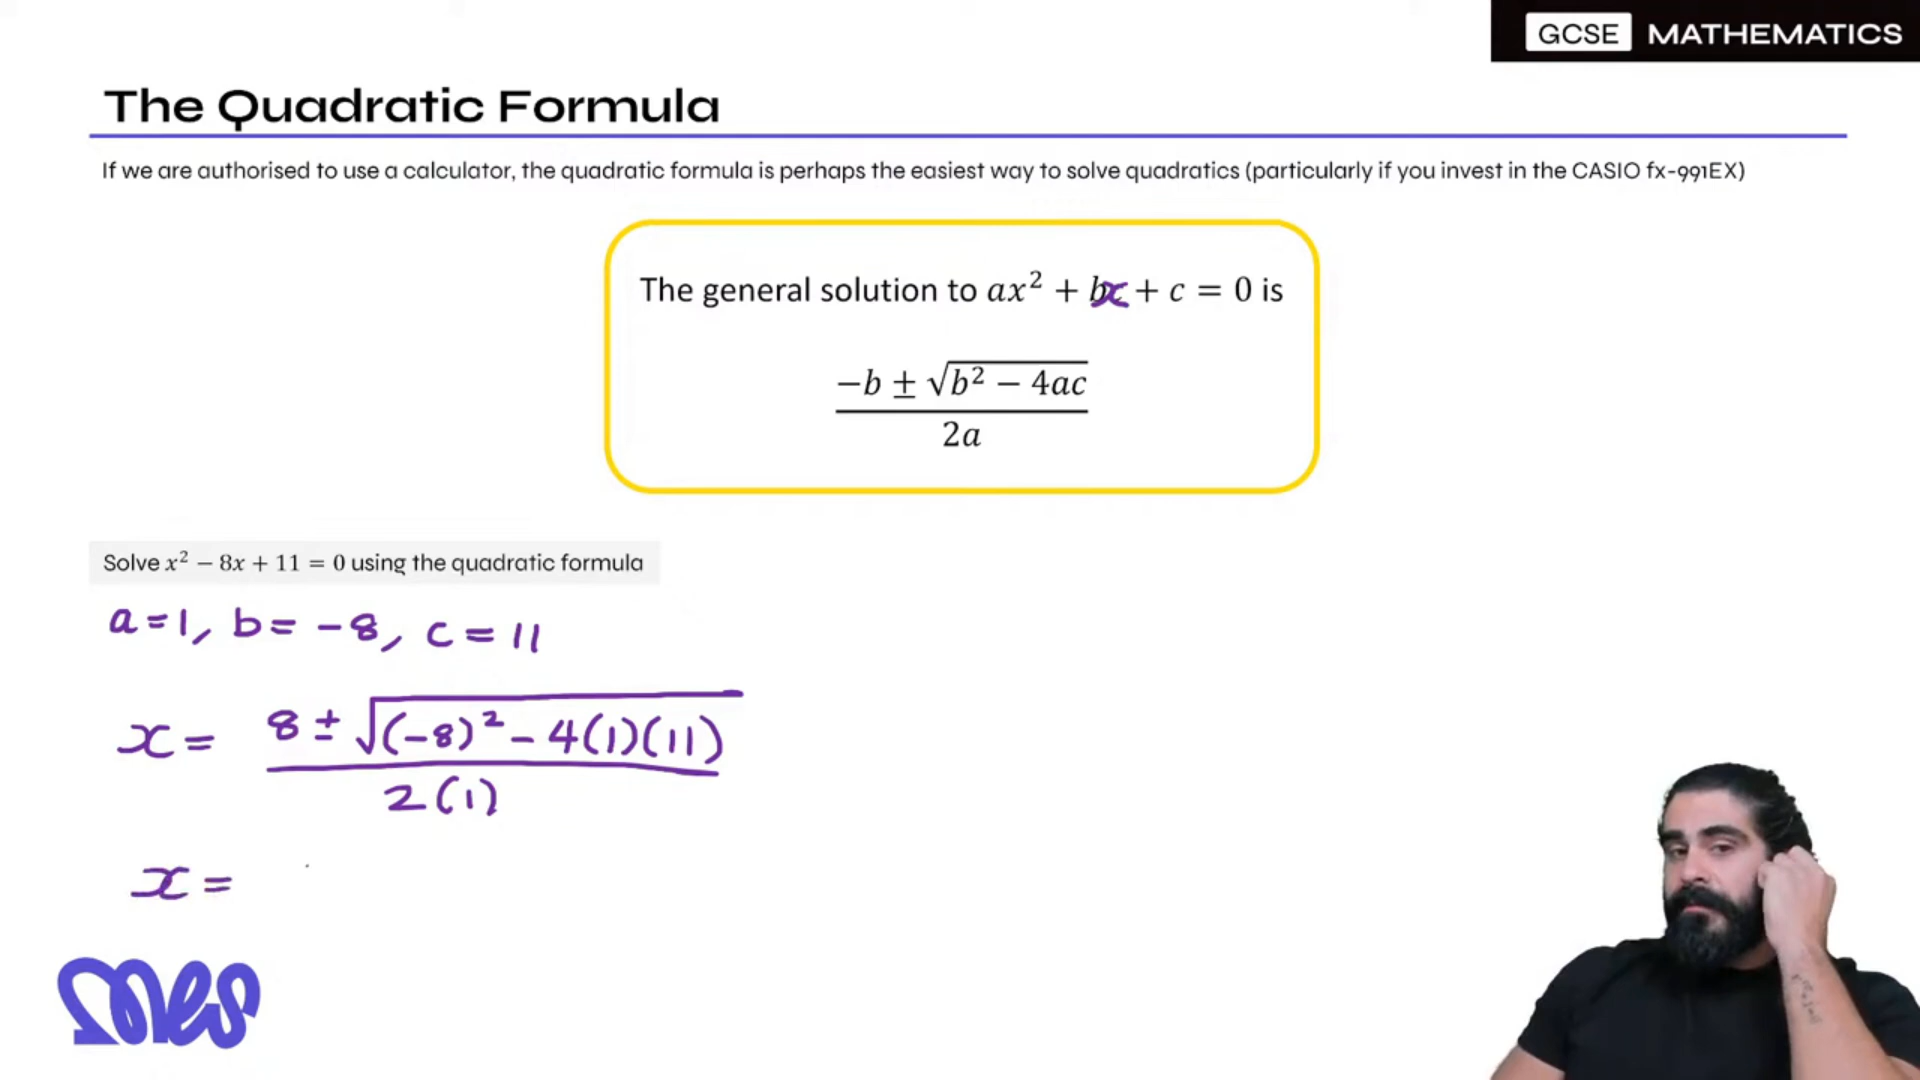 GCSE MATHEMATICS
The Quadratic Formula
If we are authorised to use a calculator, the quadratic formula is perhaps the easiest way to solve quadratics (particularly if you invest in the CASIO fx-991EX)
The general solution to ax² + bx + c = 0 is
−b ± √b² − 4ac
2a
Solve x² − 8x + 11 = 0 using the quadratic formula
a=1, b= -8, c = 11
x = 8 ± √(-8)² - 4(1)(11)
2(1)
x =